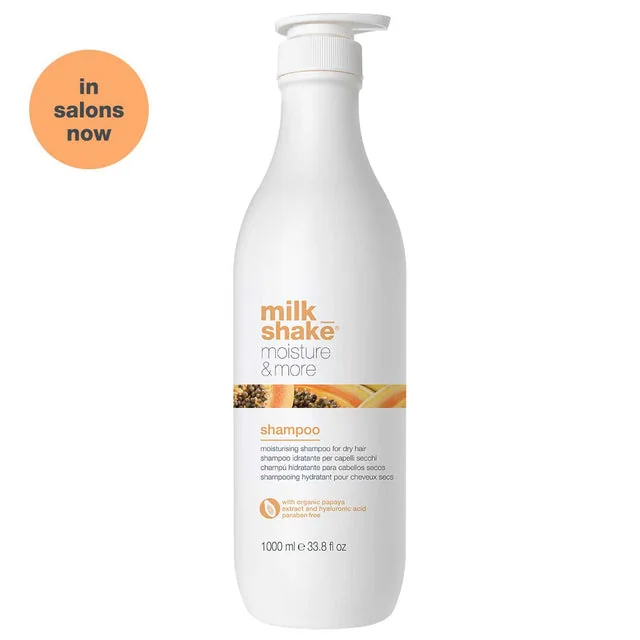 in
salons
now
milk
shake®
moisture
& more
shampoo
moisturising shampoo for dry hair
shampoo idratante per capelli secchi
champú hidratante para cabellos secos
shampooing hydratant pour cheveux secs
with organic papaya
extract and hyaluronic acid
paraben free
1000 ml e 33.8 fl oz